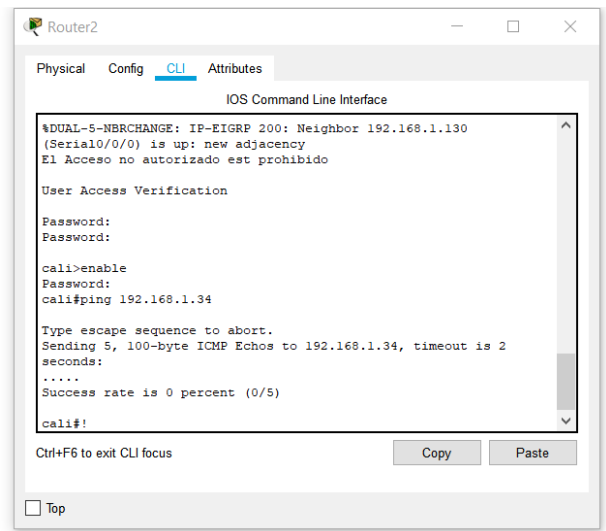 Router2
Physical Config CLI Attributes
IOS Command Line Interface
%DUAL-5-NBRCHANGE: IP-EIGRP 200: Neighbor 192.168.1.130
(Serial0/0/0) is up: new adjacency
El Acceso no autorizado est prohibido
User Access Verification
Password:
Password:
cali>enable
Password:
cali#ping 192.168.1.34
Type escape sequence to abort.
Sending 5, 100-byte ICMP Echos to 192.168.1.34, timeout is 2
seconds:
.....
Success rate is 0 percent (0/5)
cali#!
Ctrl+F6 to exit CLI focus
Copy
Paste
Top